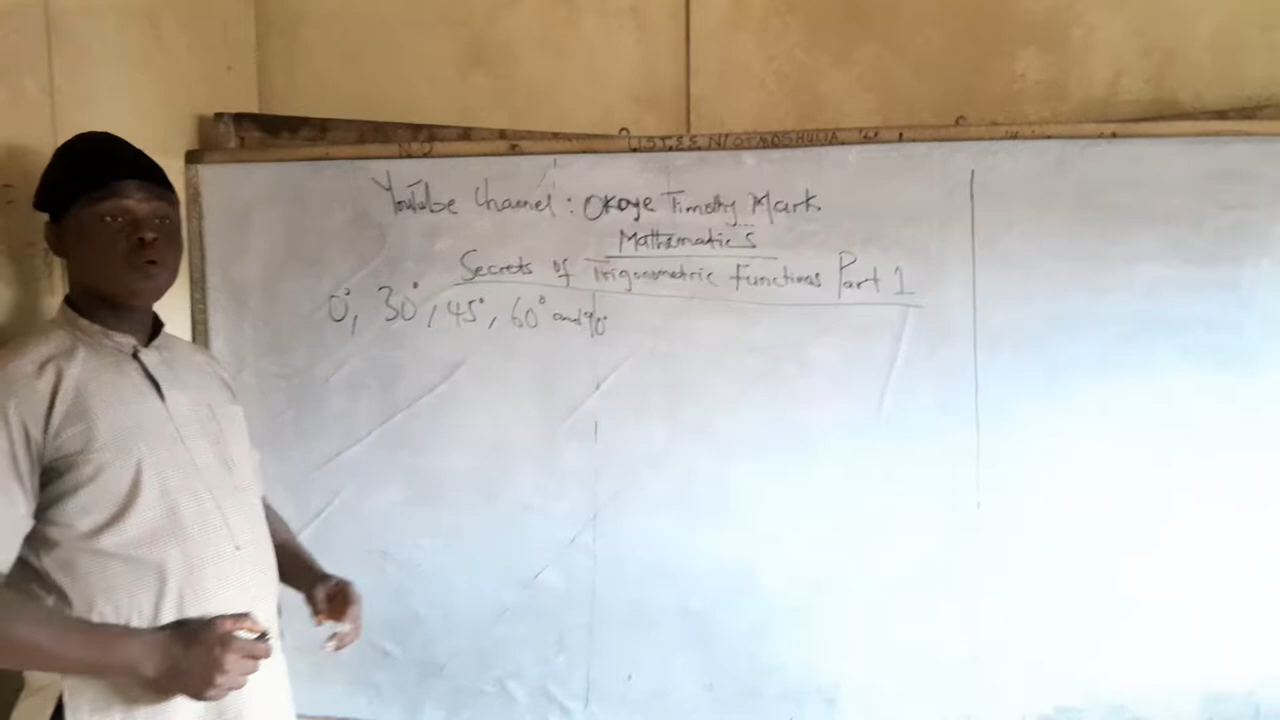 YouTube Channel: Okoye Timothy Mark
Mathematics
Secrets of Trigonometric Functions Part 1
0°, 30°, 45°, 60° and 90°